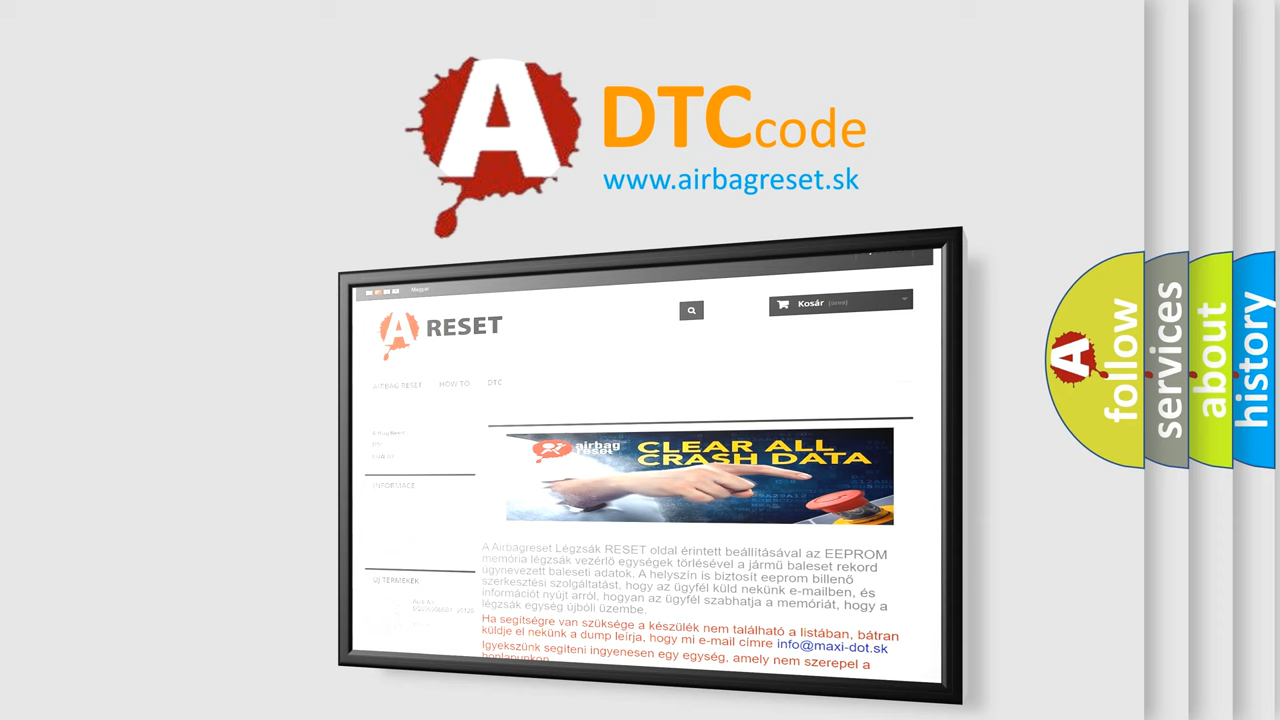 A DTCcode
www.airbagreset.sk
Magyar
Kosár (üres)
A RESET
AIRBAG RESET HOW TO DTC
INFORMACE
airbag
reset
CLEAR ALL
CRASH DATA
A Airbagreset Légzsák RESET oldal érintett beállításával az EEPROM
memória légzsák vezérlő egységek törlésével a jármű baleset rekord
úgynevezett baleseti adatok. A helyszín is biztosít eeprom billenő
szerkesztési szolgáltatást, hogy az ügyfél küld nekünk e-mailben, és
információt nyújt arról, hogyan az ügyfél szabhatja a memóriát, hogy a
légzsák egység újbóli üzembe.
Ha segítségre van szüksége a készülék nem található a listában, bátran
küldje el nekünk a dump leírja, hogy mi e-mail címre info@maxi-dot.sk
Igyekszünk segíteni ingyenesen egy egység, amely nem szerepel a
honlapunkon
ÚJ TERMÉKEK
A follow
services
about
history